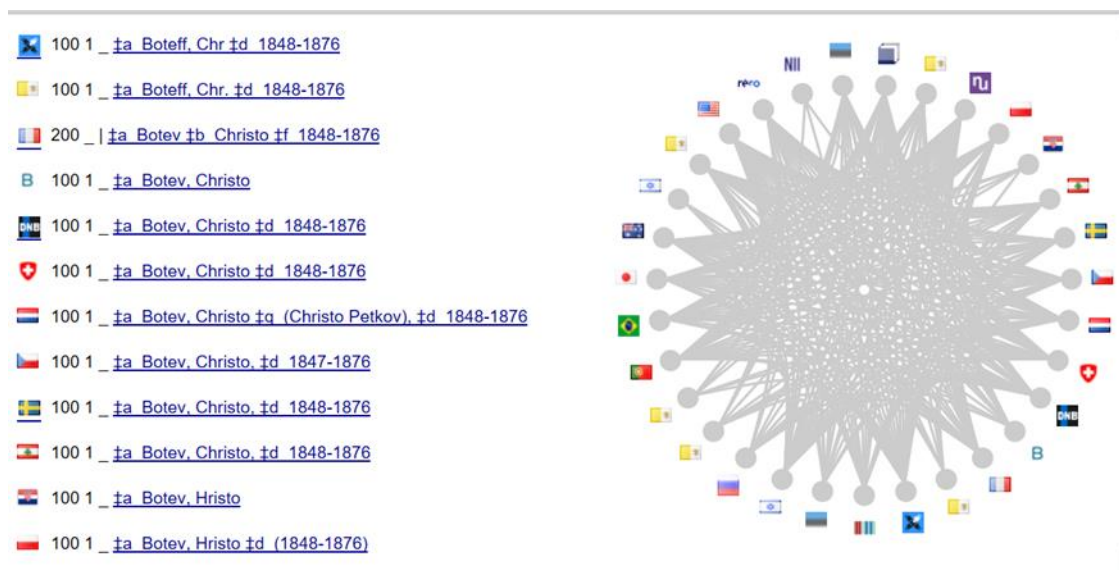 100 1 _ ‡a Boteff, Chr ‡d 1848-1876
100 1 _ ‡a Boteff, Chr. ‡d 1848-1876
200 _ | ‡a Botev ‡b Christo ‡f 1848-1876
B 100 1 _ ‡a Botev, Christo
DNB 100 1 _ ‡a Botev, Christo ‡d 1848-1876
100 1 _ ‡a Botev, Christo ‡d 1848-1876
100 1 _ ‡a Botev, Christo ‡q (Christo Petkov), ‡d 1848-1876
100 1 _ ‡a Botev, Christo, ‡d 1847-1876
100 1 _ ‡a Botev, Christo, ‡d 1848-1876
100 1 _ ‡a Botev, Christo, ‡d 1848-1876
100 1 _ ‡a Botev, Hristo
100 1 _ ‡a Botev, Hristo ‡d (1848-1876)
NII
nu
DNB
B